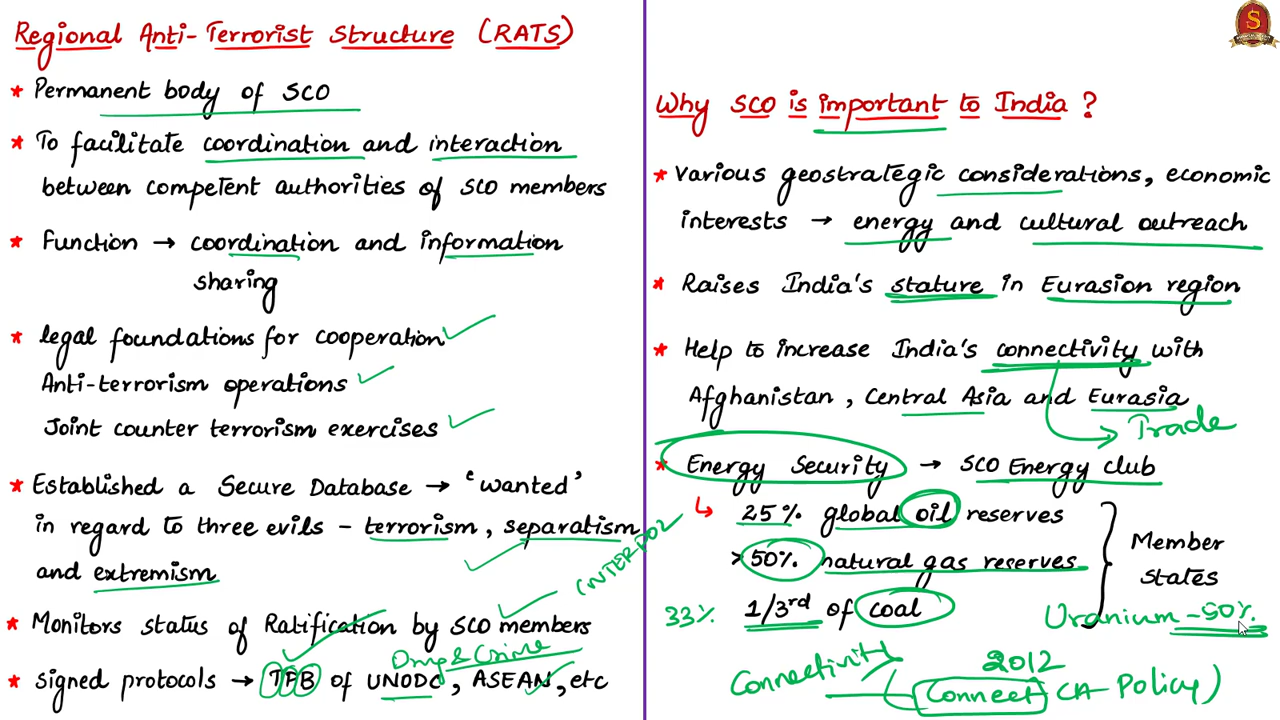 Regional Anti-Terrorist Structure (RATS)
* Permanent body of SCO
* To facilitate coordination and interaction
between competent authorities of SCO members
* Function → coordination and information
sharing
* legal foundations for cooperation
Anti-terrorism operations
Joint counter terrorism exercises
* Established a Secure Database → 'wanted'
in regard to three evils - terrorism, separatism
and extremism
INTERPOL
* Monitors status of Ratification by SCO members
Drug & Crime
* signed protocols → TPB of UNODC, ASEAN, etc
S
Why SCO is important to India?
* Various geostrategic considerations, economic
interests → energy and cultural outreach
* Raises India's stature in Eurasion region
* Help to increase India's connectivity with
Afghanistan, Central Asia and Eurasia
Trade
* Energy Security → SCO Energy club
25% global oil reserves
>50% natural gas reserves
33% 1/3rd of coal
Member
States
Uranium - 50%
Connectivity
2012
(Connect CA Policy)